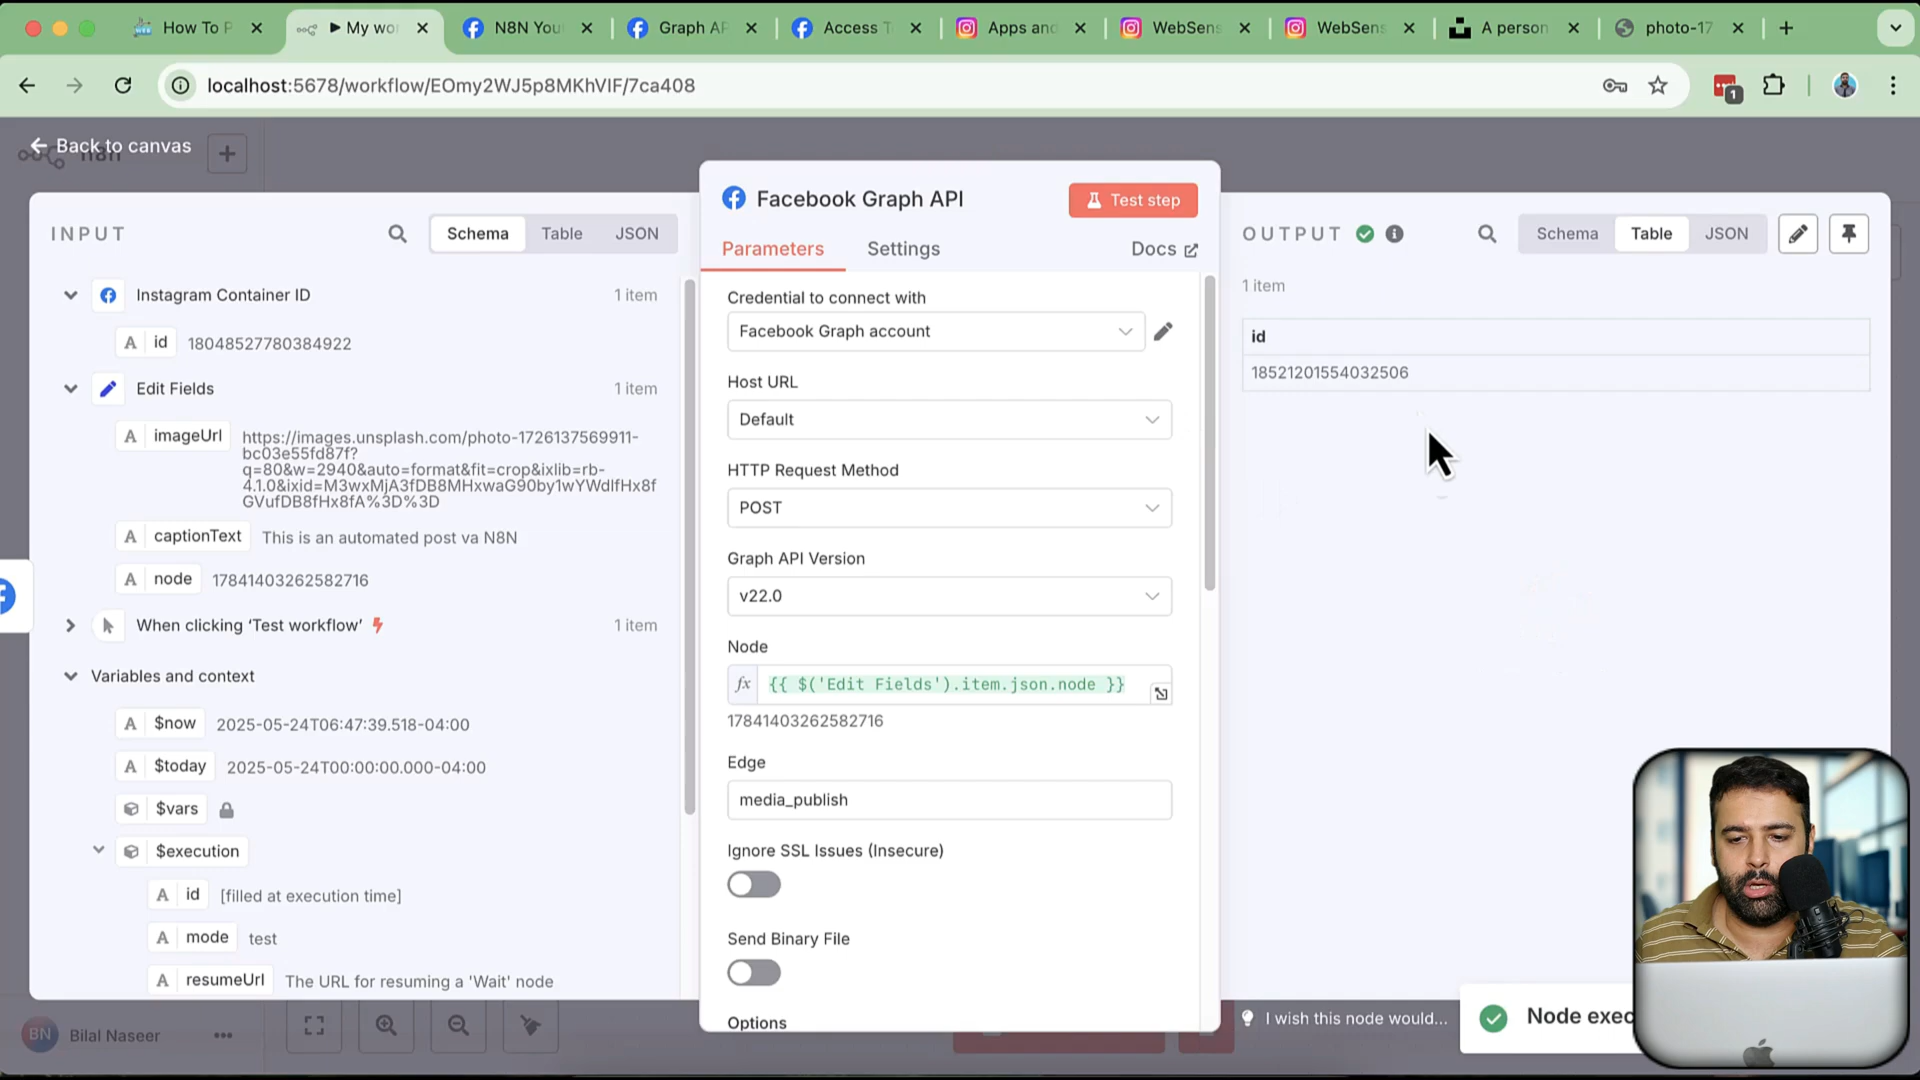 How To P
My wo
N8N You
Graph AP
Access T
Apps and
WebSens
WebSens
A person
photo-17
localhost:5678/workflow/EOmy2WJ5p8MKhVIF/7ca408
1
Back to canvas
n8n
INPUT
Schema
Table
JSON
Instagram Container ID
1 item
A id 18048527780384922
Edit Fields
1 item
A imageUrl https://images.unsplash.com/photo-1726137569911-
bc03e55fd87f?
q=80&w=2940&auto=format&fit=crop&ixlib=rb-
4.1.0&ixid=M3wxMjA3fDB8MHxwaG90by1wYWdlfHx8f
GVufDB8fHx8fA%3D%3D
A captionText This is an automated post va N8N
A node 17841403262582716
When clicking ‘Test workflow’
1 item
Variables and context
A $now 2025-05-24T06:47:39.518-04:00
A $today 2025-05-24T00:00:00.000-04:00
$vars
$execution
A id [filled at execution time]
A mode test
A resumeUrl The URL for resuming a 'Wait' node
BN Bilal Naseer
Facebook Graph API
Test step
Parameters
Settings
Docs
Credential to connect with
Facebook Graph account
Host URL
Default
HTTP Request Method
POST
Graph API Version
v22.0
Node
fx {{ $('Edit Fields').item.json.node }}
17841403262582716
Edge
media_publish
Ignore SSL Issues (Insecure)
Send Binary File
Options
OUTPUT
Schema
Table
JSON
1 item
id
18521201554032506
I wish this node would...
Node exec